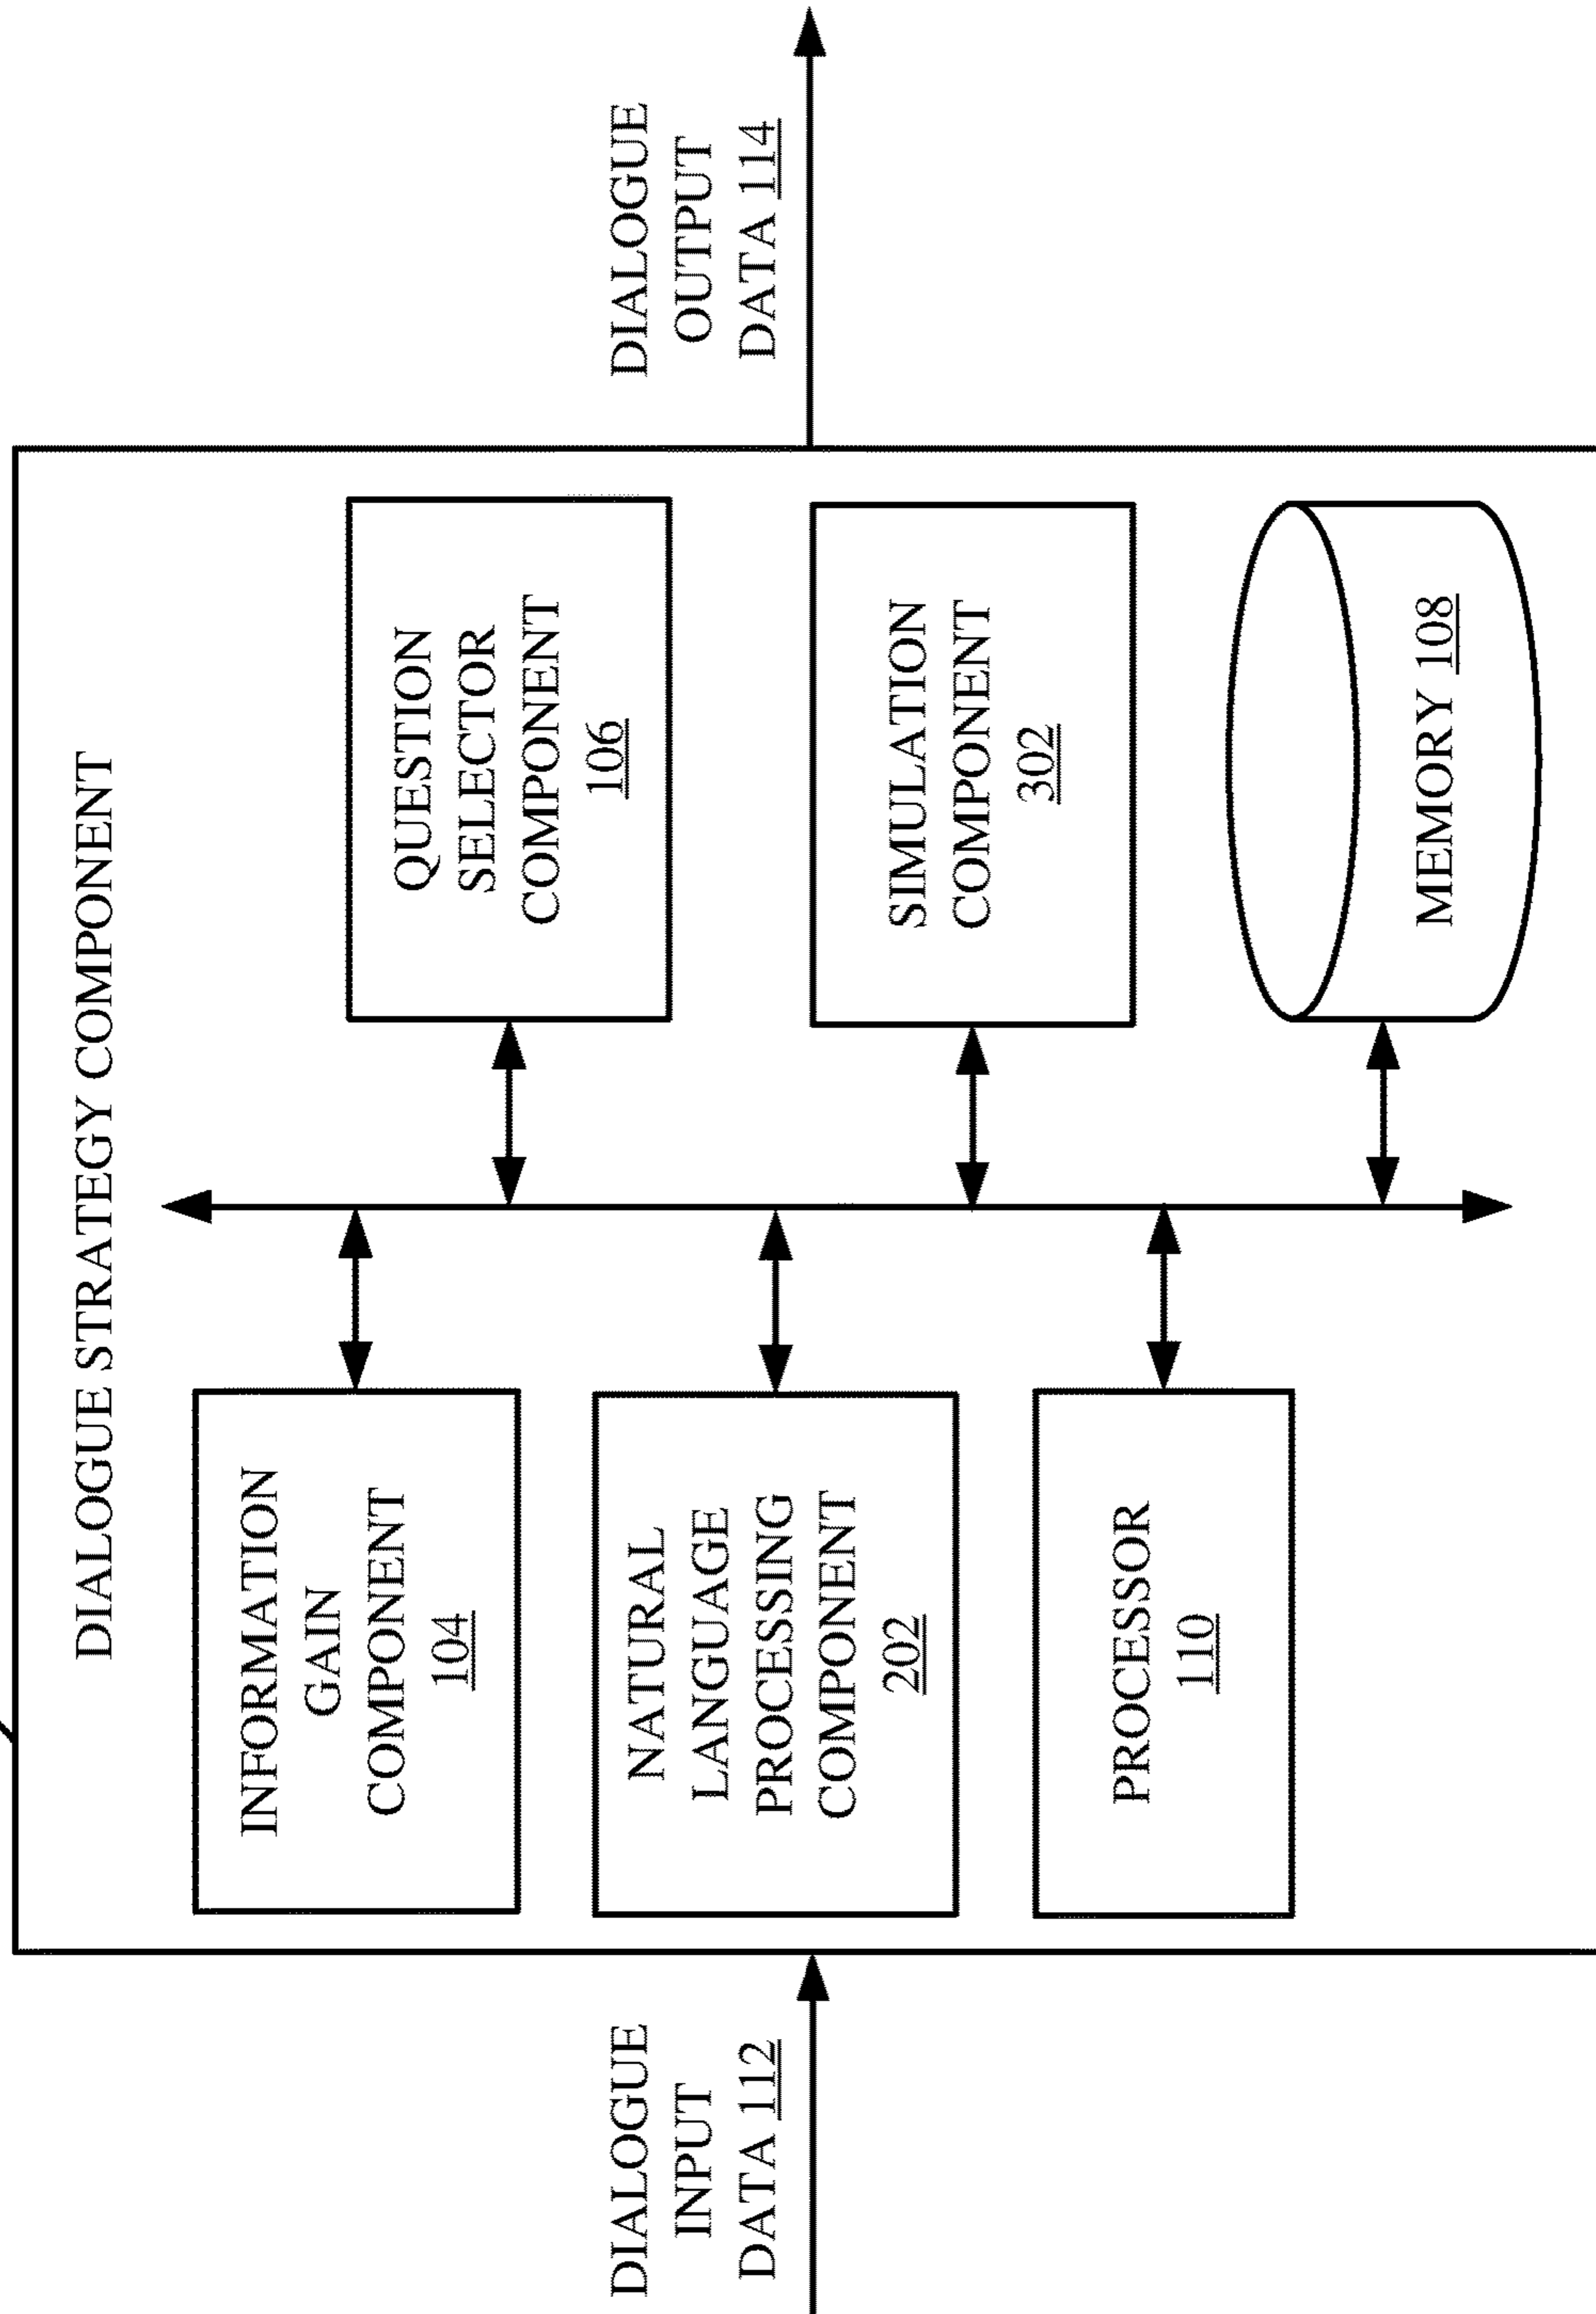 DIALOGUE STRATEGY COMPONENT
DIALOGUE
INPUT
DATA 112
INFORMATION
GAIN
COMPONENT
104
NATURAL
LANGUAGE
PROCESSING
COMPONENT
202
PROCESSOR
110
QUESTION
SELECTOR
COMPONENT
106
SIMULATION
COMPONENT
302
MEMORY 108
DIALOGUE
OUTPUT
DATA 114